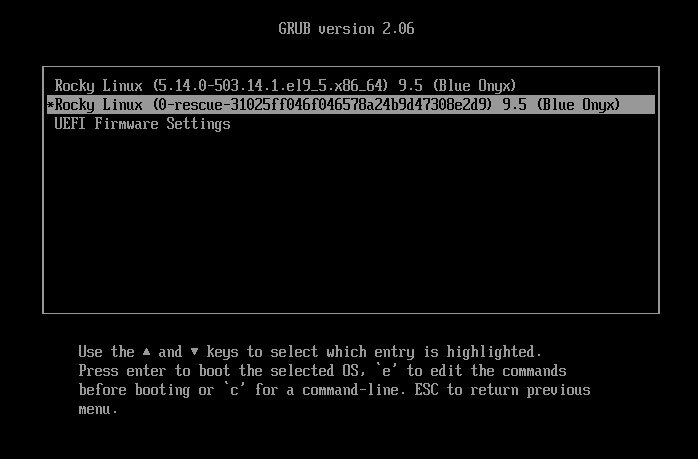 GRUB version 2.06
Rocky Linux (5.14.0-503.14.1.el9_5.x86_64) 9.5 (Blue Onyx)
*Rocky Linux (0-rescue-31025ff046f046578a24b9d47308e2d9) 9.5 (Blue Onyx)
UEFI Firmware Settings
Use the ▲ and ▼ keys to select which entry is highlighted.
Press enter to boot the selected OS, `e' to edit the commands
before booting or `c' for a command-line. ESC to return previous
menu.